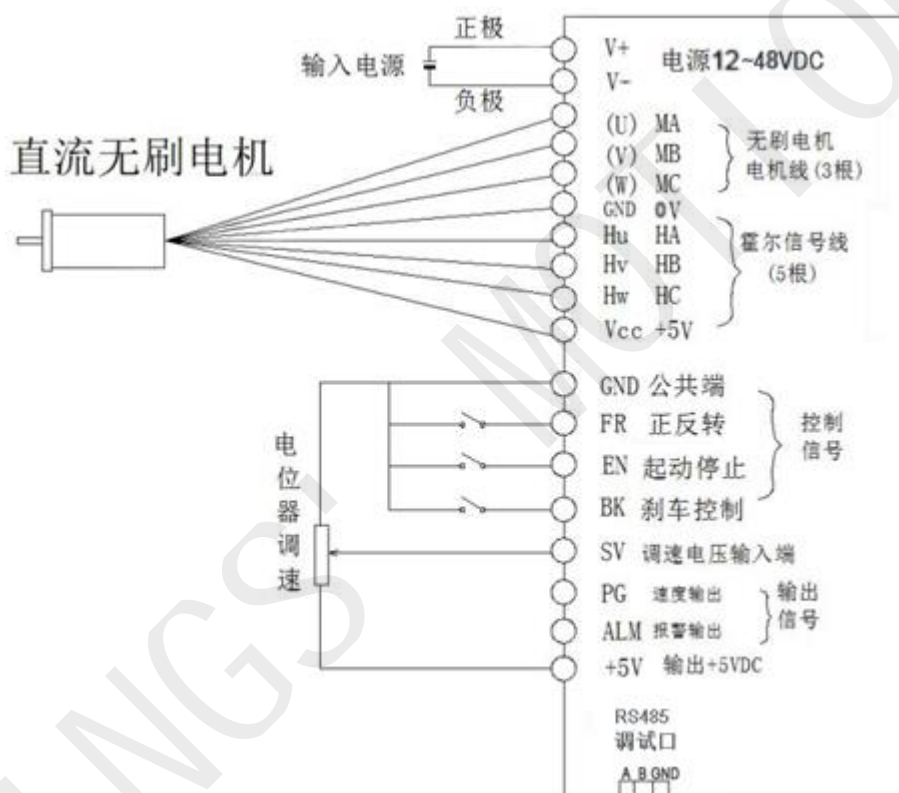 正极
输入电源
负极
V+
电源12~48VDC
V-
直流无刷电机
(U) MA
(V) MB
(W) MC
无刷电机
电机线(3根)
GND 0V
Hu HA
Hv HB
Hw HC
Vcc +5V
霍尔信号线
(5根)
GND 公共端
FR 正反转
EN 起动停止
BK 刹车控制
控制
信号
电位器调速
SV 调速电压输入端
PG 速度输出
ALM 报警输出
输出
信号
+5V 输出+5VDC
RS485
调试口
A B GND
MOTION
ANGS'